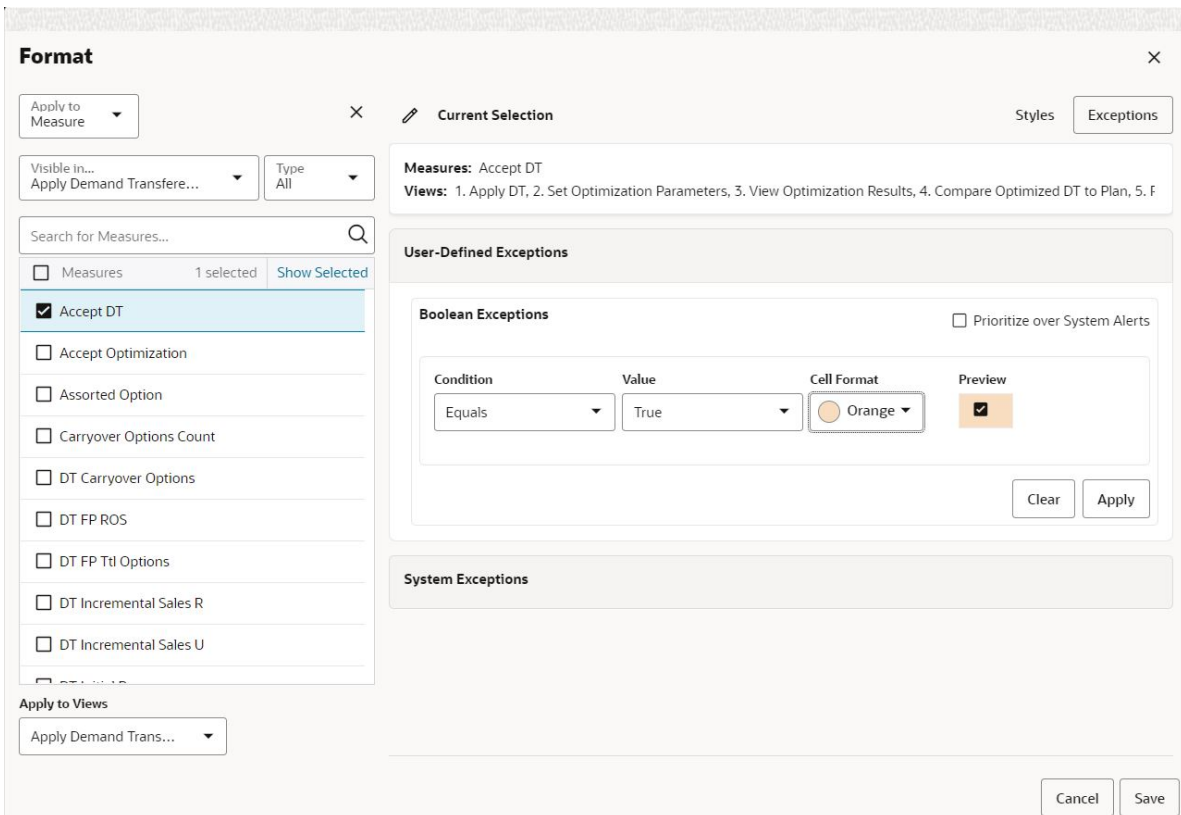 Format
Apply to
Measure
Visible in...
Apply Demand Transfere...
Type
All
Search for Measures...
Measures 1 selected Show Selected
Accept DT
Accept Optimization
Assorted Option
Carryover Options Count
DT Carryover Options
DT FP ROS
DT FP Ttl Options
DT Incremental Sales R
DT Incremental Sales U
Apply to Views
Apply Demand Trans...
Current Selection
Styles Exceptions
Measures: Accept DT
Views: 1. Apply DT, 2. Set Optimization Parameters, 3. View Optimization Results, 4. Compare Optimized DT to Plan, 5.
User-Defined Exceptions
Boolean Exceptions
Prioritize over System Alerts
Condition Value Cell Format Preview
Equals True Orange
Clear Apply
System Exceptions
Cancel Save